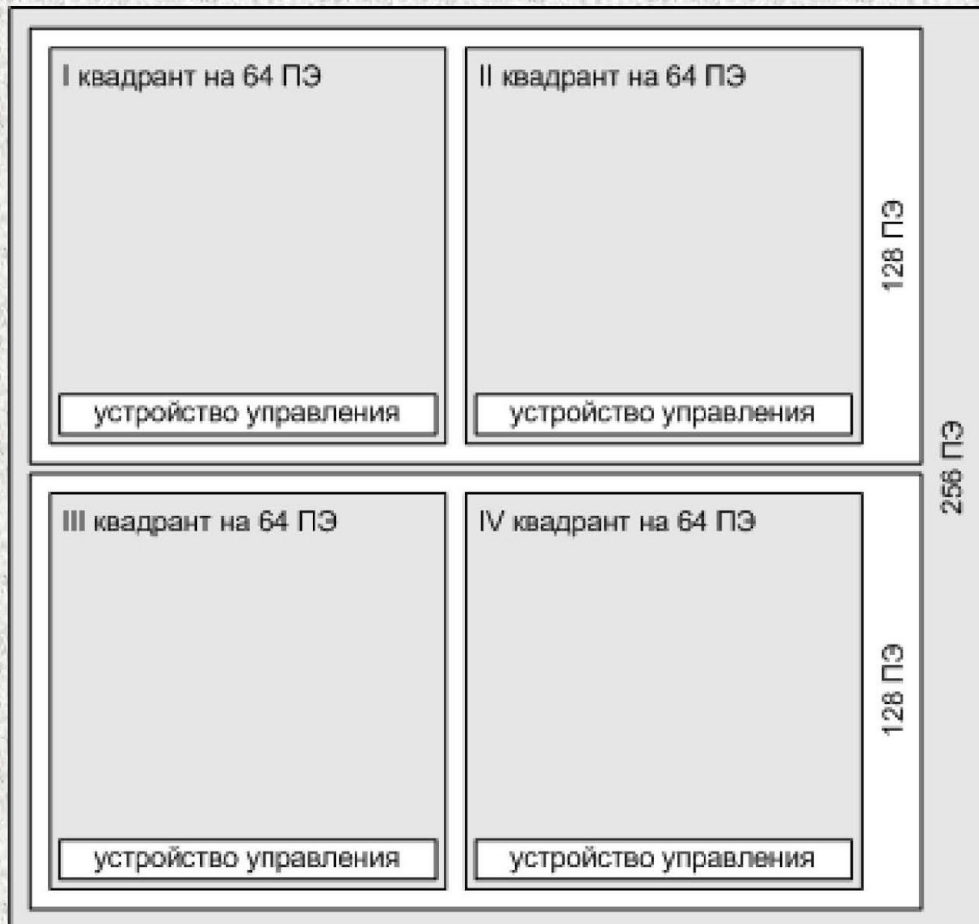 I квадрант на 64 ПЭ
II квадрант на 64 ПЭ
128 ПЭ
устройство управления
устройство управления
256 ПЭ
III квадрант на 64 ПЭ
IV квадрант на 64 ПЭ
128 ПЭ
устройство управления
устройство управления